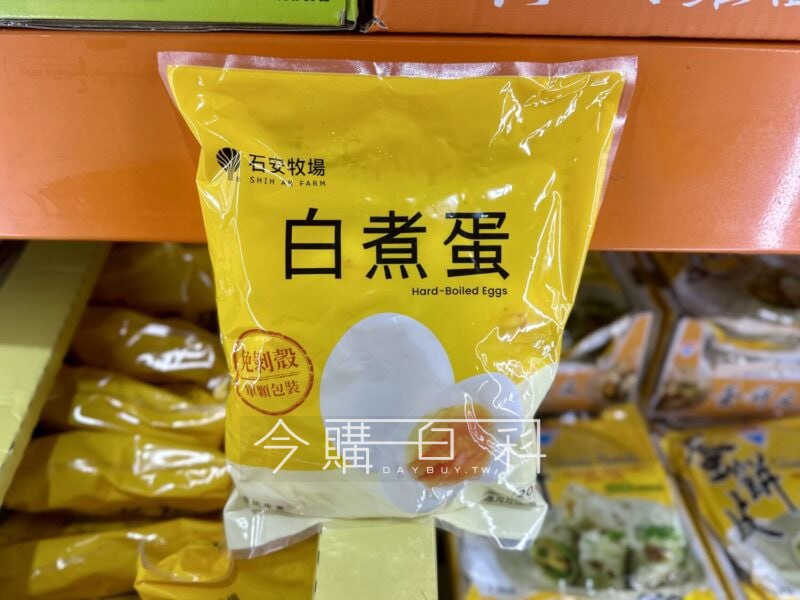 石安牧場
SHIH AN FARM
白煮蛋
Hard-Boiled Eggs
免剝殼
單顆包裝
今購百科
DAYBUY.TW
20